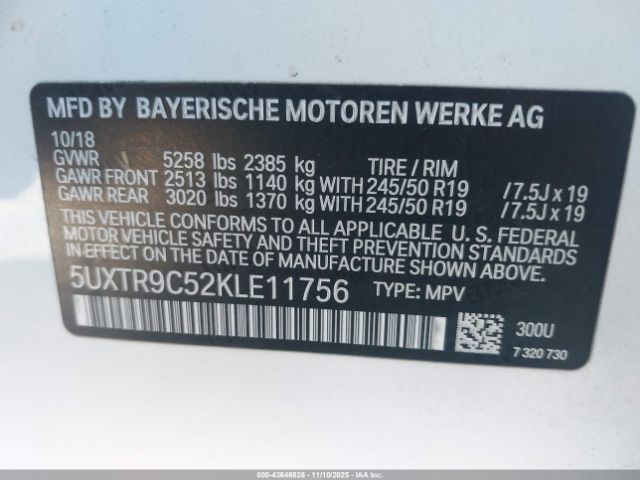 MFD BY BAYERISCHE MOTOREN WERKE AG
10/18
GVWR 5258 lbs 2385 kg TIRE / RIM
GAWR FRONT 2513 lbs 1140 kg WITH 245/50 R19 /7.5J x 19
GAWR REAR 3020 lbs 1370 kg WITH 245/50 R19 /7.5J x 19
THIS VEHICLE CONFORMS TO ALL APPLICABLE U.S. FEDERAL
MOTOR VEHICLE SAFETY AND THEFT PREVENTION STANDARDS
IN EFFECT ON THE DATE OF MANUFACTURE SHOWN ABOVE.
5UXTR9C52KLE11756 TYPE: MPV
300U
7 320 730
000-43646826 - 11/10/2025 - IAAI.COM